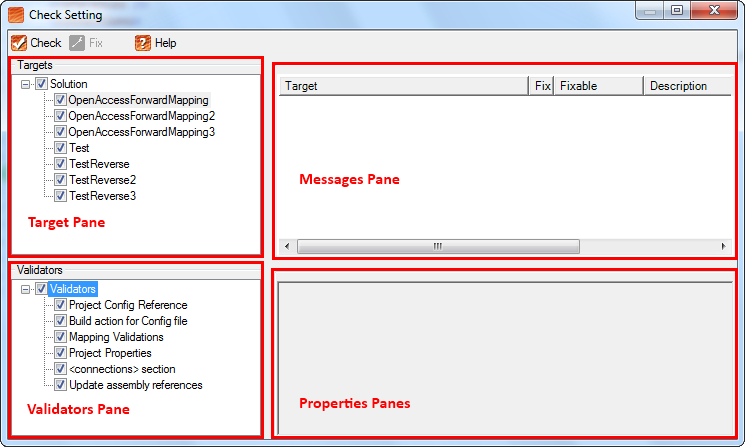 Check Setting
Check Fix Help
Targets
Solution
OpenAccessForwardMapping
OpenAccessForwardMapping2
OpenAccessForwardMapping3
Test
TestReverse
TestReverse2
TestReverse3
Target Pane
Target Fix Fixable Description
Messages Pane
Validators
Validators
Project Config Reference
Build action for Config file
Mapping Validations
Project Properties
<connections> section
Update assembly references
Validators Pane
Properties Panes